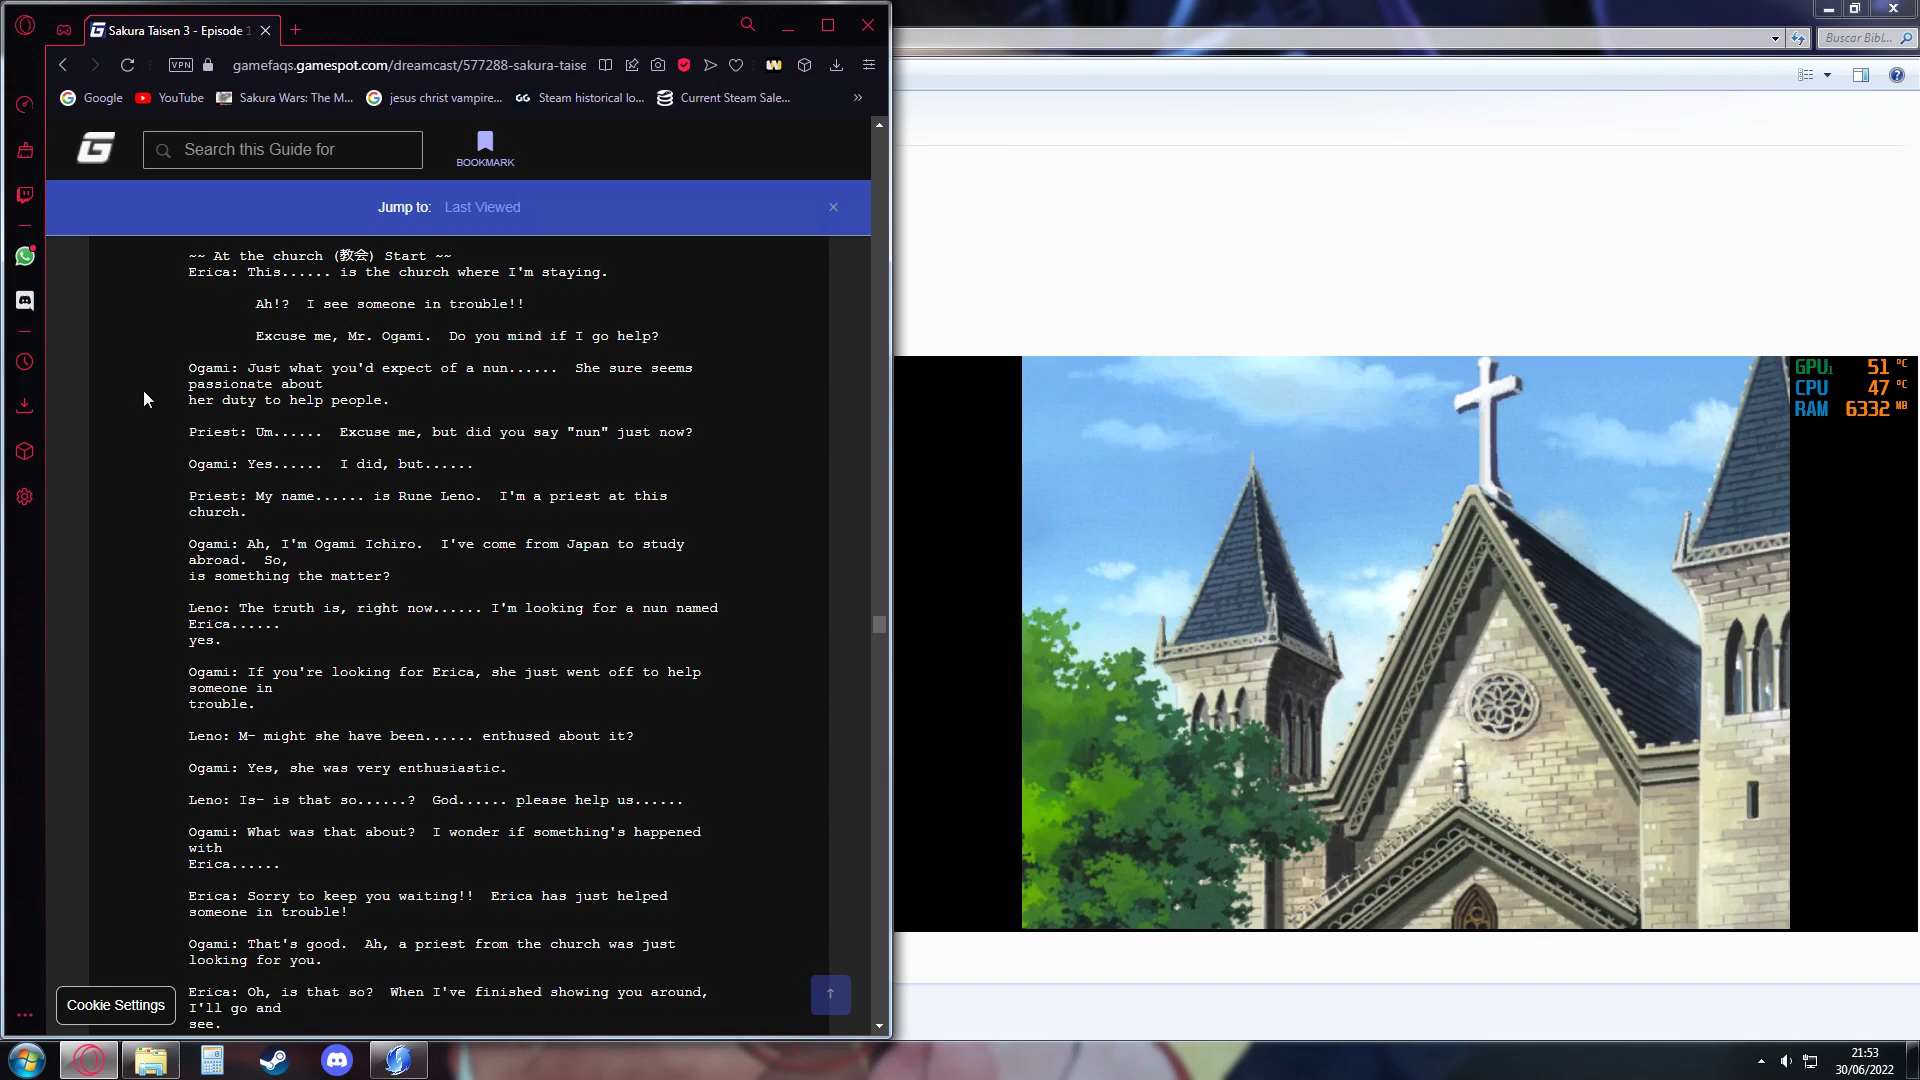 Sakura Taisen 3 - Episode 1
VPN
gamefaqs.gamespot.com/dreamcast/577288-sakura-taise
Google
YouTube
Sakura Wars: The M...
jesus christ vampire...
Steam historical lo...
Current Steam Sale...
»
Search this Guide for
BOOKMARK
Jump to: Last Viewed
~~ At the church (教会) Start ~~
Erica: This...... is the church where I'm staying.
Ah!? I see someone in trouble!!
Excuse me, Mr. Ogami. Do you mind if I go help?
Ogami: Just what you'd expect of a nun...... She sure seems
passionate about
her duty to help people.
Priest: Um...... Excuse me, but did you say "nun" just now?
Ogami: Yes...... I did, but......
Priest: My name...... is Rune Leno. I'm a priest at this
church.
Ogami: Ah, I'm Ogami Ichiro. I've come from Japan to study
abroad. So,
is something the matter?
Leno: The truth is, right now...... I'm looking for a nun named
Erica......
yes.
Ogami: If you're looking for Erica, she just went off to help
someone in
trouble.
Leno: M- might she have been...... enthused about it?
Ogami: Yes, she was very enthusiastic.
Leno: Is- is that so......? God...... please help us......
Ogami: What was that about? I wonder if something's happened
with
Erica......
Erica: Sorry to keep you waiting!! Erica has just helped
someone in trouble!
Ogami: That's good. Ah, a priest from the church was just
looking for you.
Erica: Oh, is that so? When I've finished showing you around,
I'll go and
see.
Cookie Settings
Buscar Bibl...
GPU1 51 °C
CPU 47 °C
RAM 6332 MB
21:53
30/06/2022